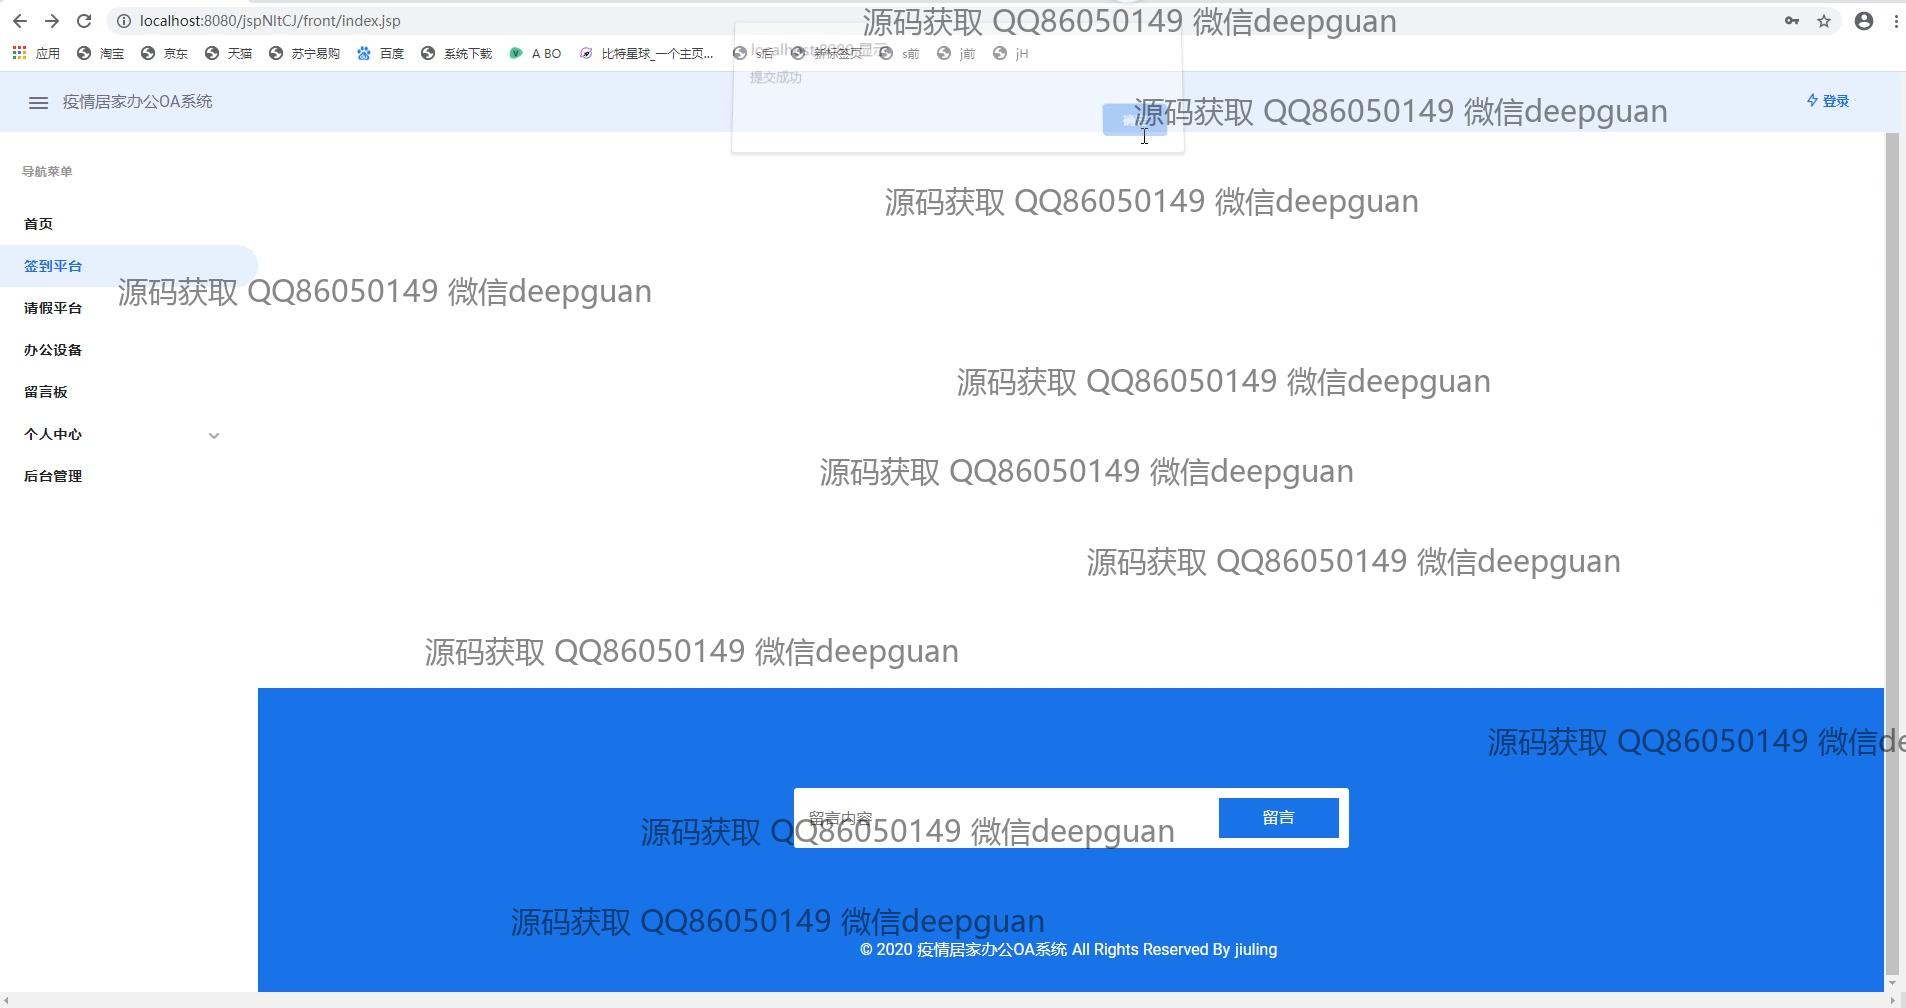 localhost:8080/jspNltCJ/front/index.jsp
源码获取 QQ86050149 微信deepguan
应用 淘宝 京东 天猫 苏宁易购 百度 系统下载 A BO 比特星球_一个主页... s后 新标签页 s前 j前 jH
localhost:8080 显示
提交成功
疫情居家办公OA系统
源码获取 QQ86050149 微信deepguan
登录
导航菜单
源码获取 QQ86050149 微信deepguan
首页
签到平台
源码获取 QQ86050149 微信deepguan
请假平台
办公设备
源码获取 QQ86050149 微信deepguan
留言板
个人中心
源码获取 QQ86050149 微信deepguan
后台管理
源码获取 QQ86050149 微信deepguan
源码获取 QQ86050149 微信deepguan
源码获取 QQ86050149 微信de
留言内容
留言
源码获取 QQ86050149 微信deepguan
源码获取 QQ86050149 微信deepguan
© 2020 疫情居家办公OA系统 All Rights Reserved By jiuling